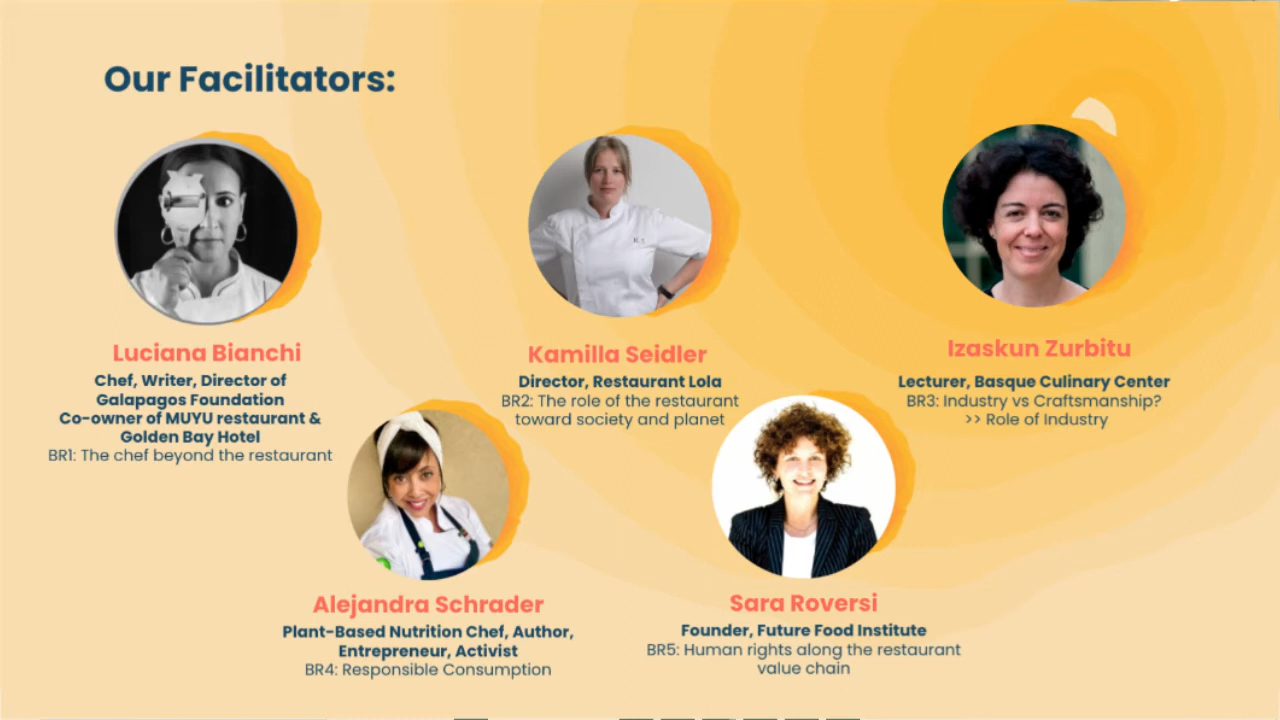 Our Facilitators:
Luciana Bianchi
Chef, Writer, Director of
Galapagos Foundation
Co-owner of MUYU restaurant &
Golden Bay Hotel
BR1: The chef beyond the restaurant
Kamilla Seidler
Director, Restaurant Lola
BR2: The role of the restaurant
toward society and planet
Izaskun Zurbitu
Lecturer, Basque Culinary Center
BR3: Industry vs Craftsmanship?
>> Role of Industry
Alejandra Schrader
Plant-Based Nutrition Chef, Author,
Entrepreneur, Activist
BR4: Responsible Consumption
Sara Roversi
Founder, Future Food Institute
BR5: Human rights along the restaurant
value chain